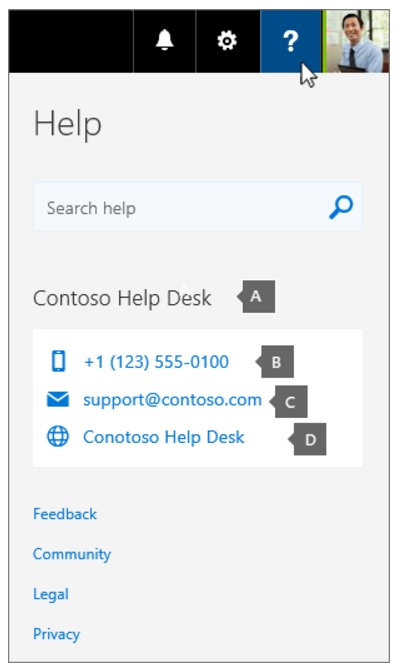 ?
Help
Search help
Contoso Help Desk A
+1 (123) 555-0100 B
support@contoso.com C
Conotoso Help Desk D
Feedback
Community
Legal
Privacy